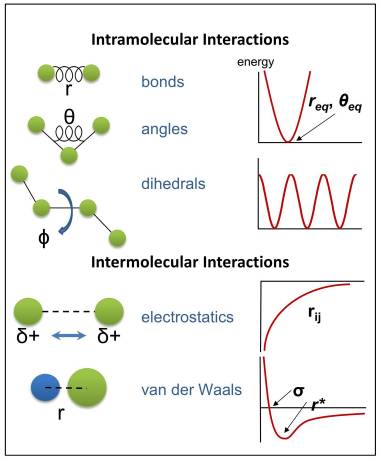 Intramolecular Interactions
energy
r
bonds
r_eq, θ_eq
θ
angles
dihedrals
ϕ
Intermolecular Interactions
electrostatics
r_ij
δ+ δ+
van der Waals
σ
r*
r